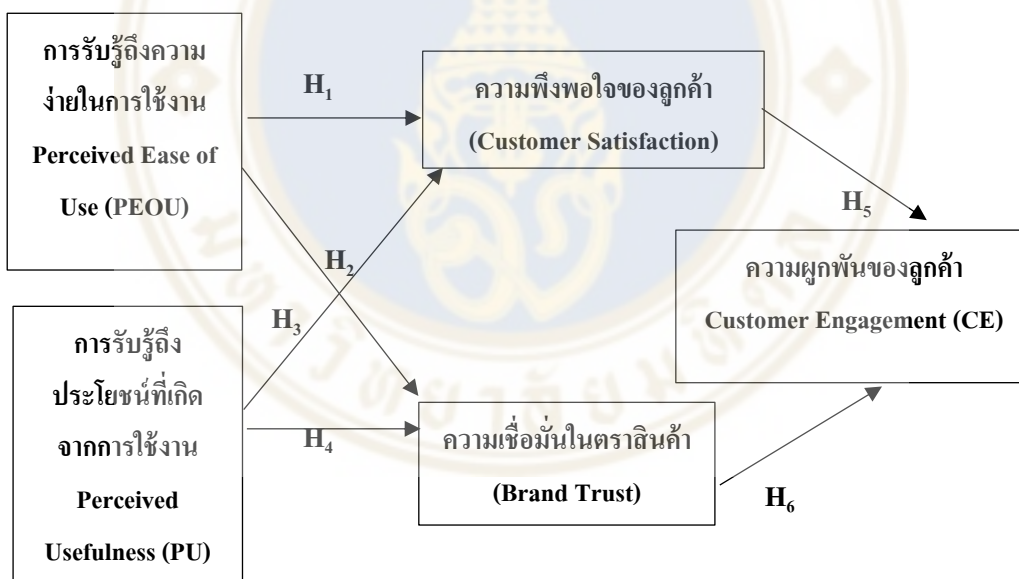 การรับรู้ถึงความ
ง่ายในการใช้งาน
Perceived Ease of
Use (PEOU)
H1
ความพึงพอใจของลูกค้า
(Customer Satisfaction)
H5
H2
ความผูกพันของลูกค้า
Customer Engagement (CE)
H3
การรับรู้ถึง
ประโยชน์ที่เกิด
จากการใช้งาน
Perceived
Usefulness (PU)
H4
ความเชื่อมั่นในตราสินค้า
(Brand Trust)
H6